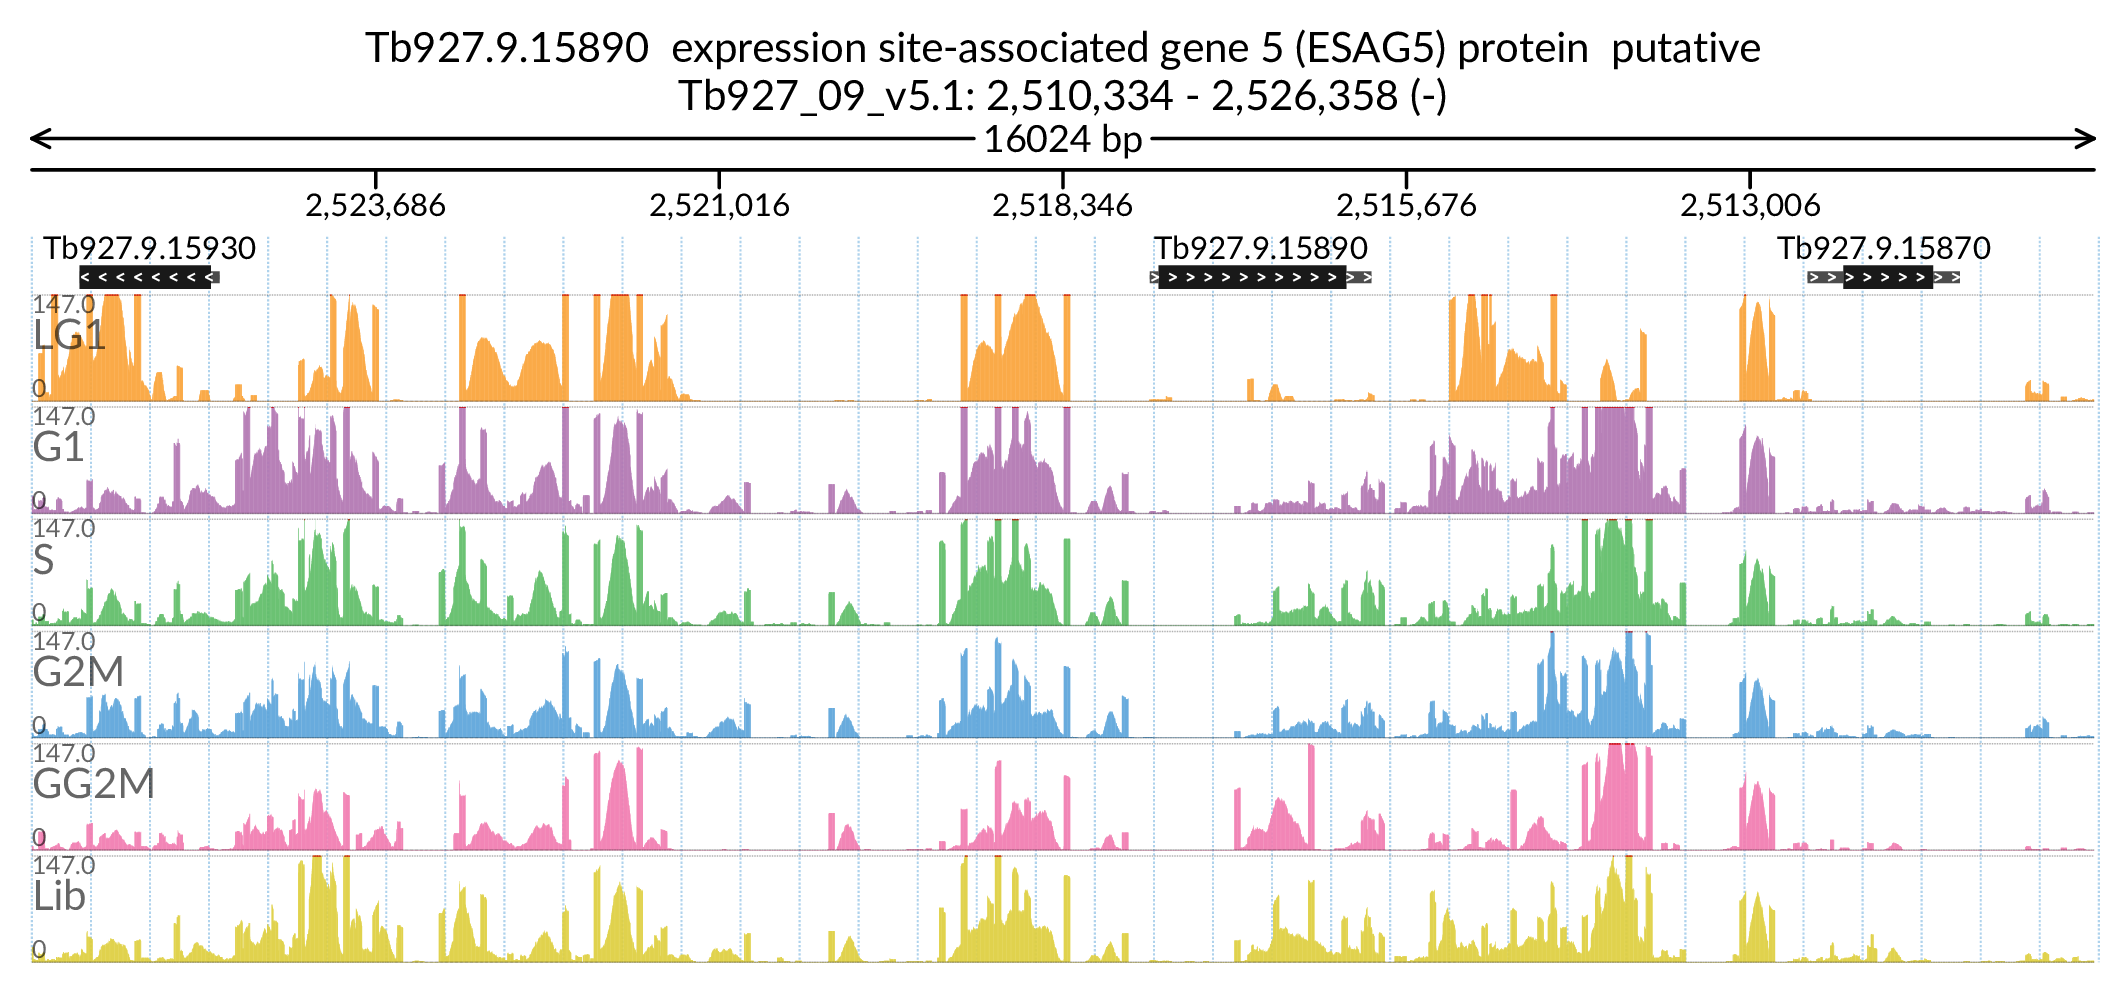 Tb927.9.15890  expression site-associated gene 5 (ESAG5) protein  putative
Tb927_09_v5.1: 2,510,334 - 2,526,358 (-)
16024 bp
2,523,686 2,521,016 2,518,346 2,515,676 2,513,006
Tb927.9.15930 Tb927.9.15890 Tb927.9.15870
147.0
LG1
0
147.0
G1
0
147.0
S
0
147.0
G2M
0
147.0
GG2M
0
147.0
Lib
0